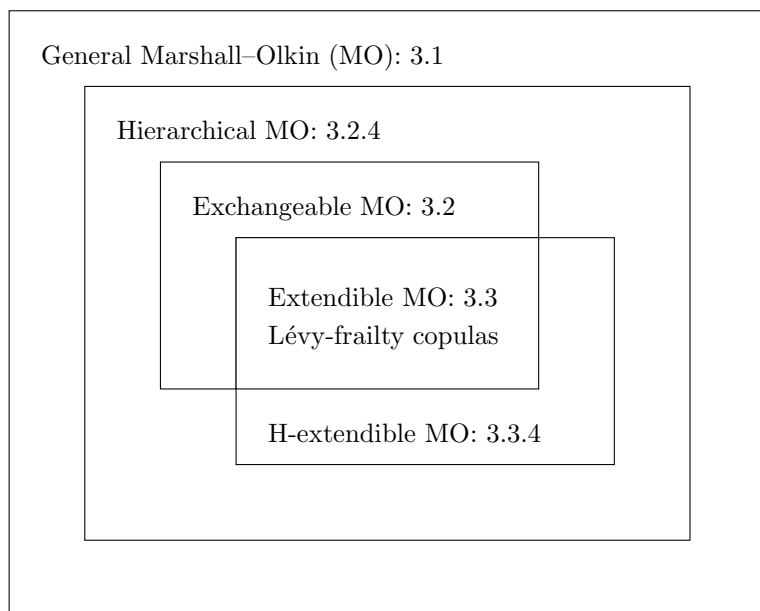 General Marshall–Olkin (MO): 3.1
Hierarchical MO: 3.2.4
Exchangeable MO: 3.2
Extendible MO: 3.3
Lévy-frailty copulas
H-extendible MO: 3.3.4